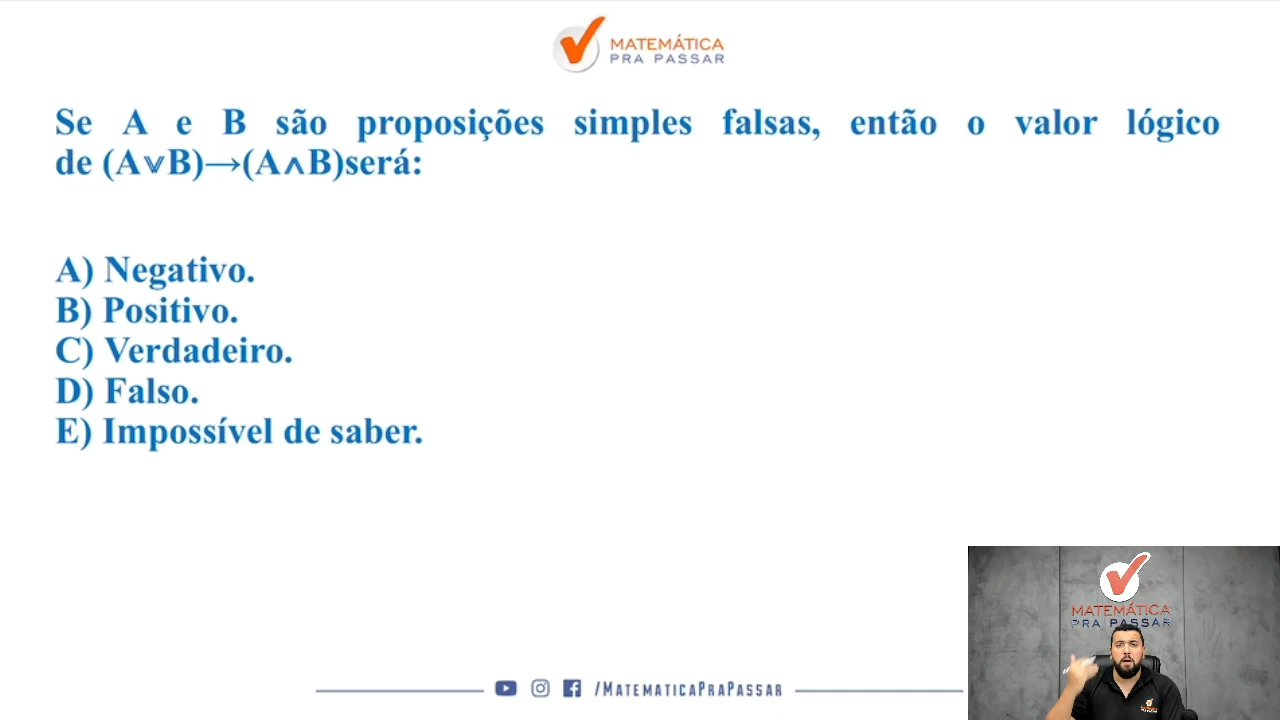 MATEMÁTICA
PRA PASSAR
Se A e B são proposições simples falsas, então o valor lógico
de (A⩔B)→(A∧B)será:
A) Negativo.
B) Positivo.
C) Verdadeiro.
D) Falso.
E) Impossível de saber.
MATEMÁTICA
PRA PASSAR
/MATEMATICAPRAPASSAR